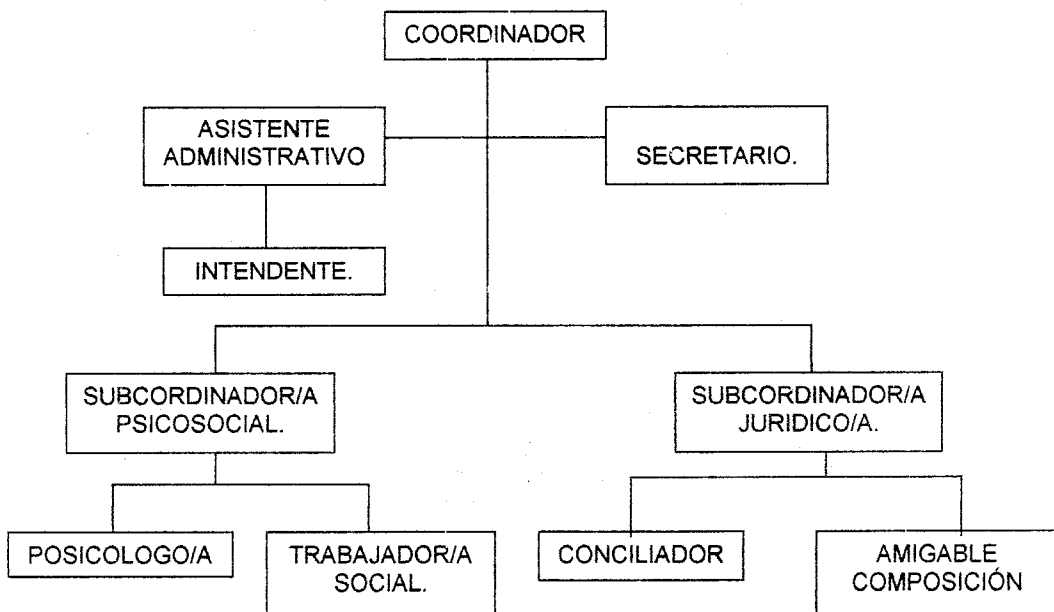 COORDINADOR
ASISTENTE
ADMINISTRATIVO
SECRETARIO.
INTENDENTE.
SUBCORDINADOR/A
PSICOSOCIAL.
SUBCORDINADOR/A
JURIDICO/A.
POSICOLOGO/A
TRABAJADOR/A
SOCIAL.
CONCILIADOR
AMIGABLE
COMPOSICIÓN